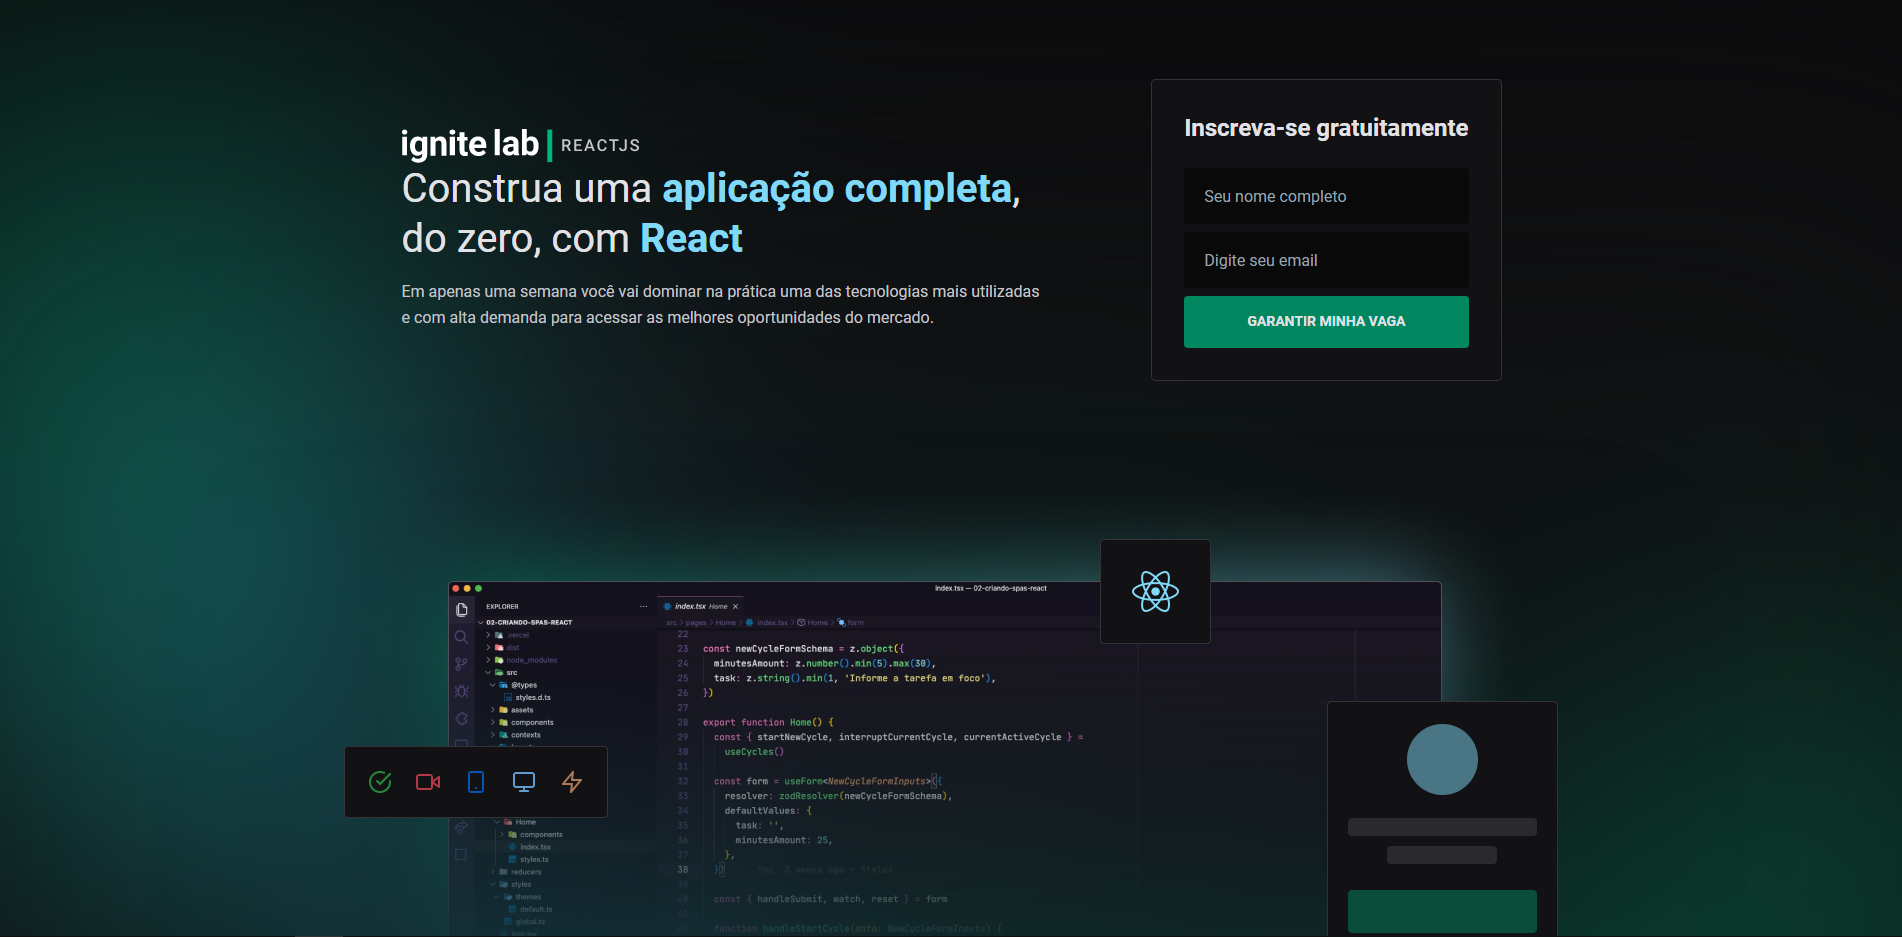 ignite lab | REACTJS
Construa uma aplicação completa,
do zero, com React
Em apenas uma semana você vai dominar na prática uma das tecnologias mais utilizadas
e com alta demanda para acessar as melhores oportunidades do mercado.
Inscreva-se gratuitamente
Seu nome completo
Digite seu email
GARANTIR MINHA VAGA
index.tsx — 02-criando-spas-react
EXPLORER
02-CRIANDO-SPAS-REACT
.vercel
dist
node_modules
src
@types
styles.d.ts
assets
components
contexts
Home
components
index.tsx
styles.ts
reducers
styles
themes
default.ts
global.ts
App.tsx
index.tsx Home ×
src > pages > Home > index.tsx > Home > form
22
23 const newCycleFormSchema = z.object({
24 minutesAmount: z.number().min(5).max(30),
25 task: z.string().min(1, 'Informe a tarefa em foco'),
26 })
27
28 export function Home() {
29 const { startNewCycle, interruptCurrentCycle, currentActiveCycle } =
30 useCycles()
31
32 const form = useForm<NewCycleFormInputs>({
33 resolver: zodResolver(newCycleFormSchema),
34 defaultValues: {
35 task: '',
36 minutesAmount: 25,
37 },
38 }) You, 3 weeks ago • Styles
39
40 const { handleSubmit, watch, reset } = form
41
42 function handleStartCycle(data: NewCycleFormInputs) {